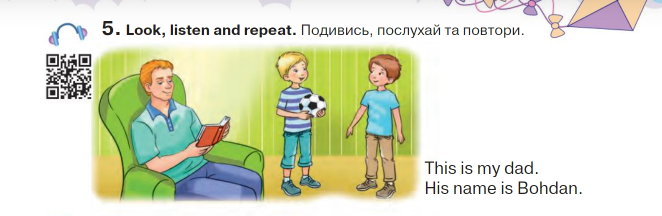 5. Look, listen and repeat. Подивись, послухай та повтори.
This is my dad.
His name is Bohdan.